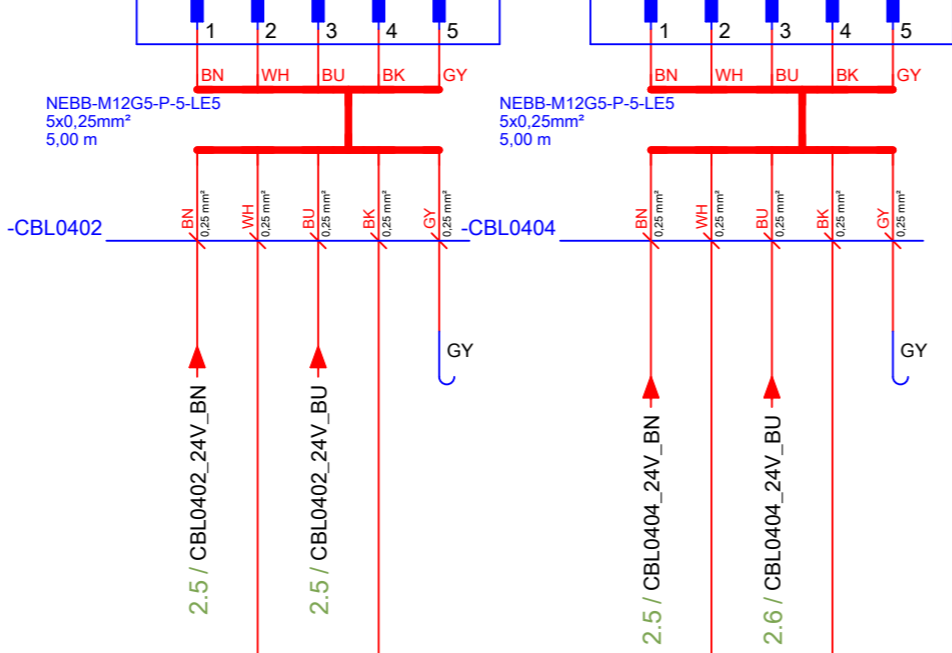 1 2 3 4 5
1 2 3 4 5
BN WH BU BK GY
BN WH BU BK GY
NEBB-M12G5-P-5-LE5
5x0,25mm²
5,00 m
NEBB-M12G5-P-5-LE5
5x0,25mm²
5,00 m
-CBL0402
BN 0,25 mm²
WH 0,25 mm²
BU 0,25 mm²
BK 0,25 mm²
GY 0,25 mm²
-CBL0404
BN 0,25 mm²
WH 0,25 mm²
BU 0,25 mm²
BK 0,25 mm²
GY 0,25 mm²
GY
GY
2.5 / CBL0402_24V_BN
2.5 / CBL0402_24V_BU
2.5 / CBL0404_24V_BN
2.6 / CBL0404_24V_BU